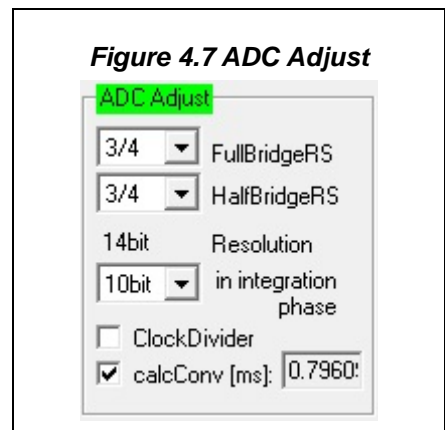 Figure 4.7 ADC Adjust
ADC Adjust
3/4 FullBridgeRS
3/4 HalfBridgeRS
14bit Resolution
10bit in integration
phase
ClockDivider
calcConv [ms]: 0.7960